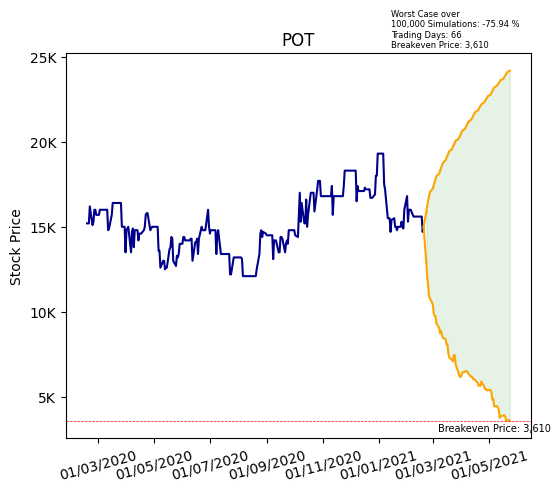 Worst Case over
100,000 Simulations: -75.94 %
Trading Days: 66
Breakeven Price: 3,610
POT
25K
20K
15K
10K
5K
Stock Price
Breakeven Price: 3,610
01/03/2020
01/05/2020
01/07/2020
01/09/2020
01/11/2020
01/01/2021
01/03/2021
01/05/2021